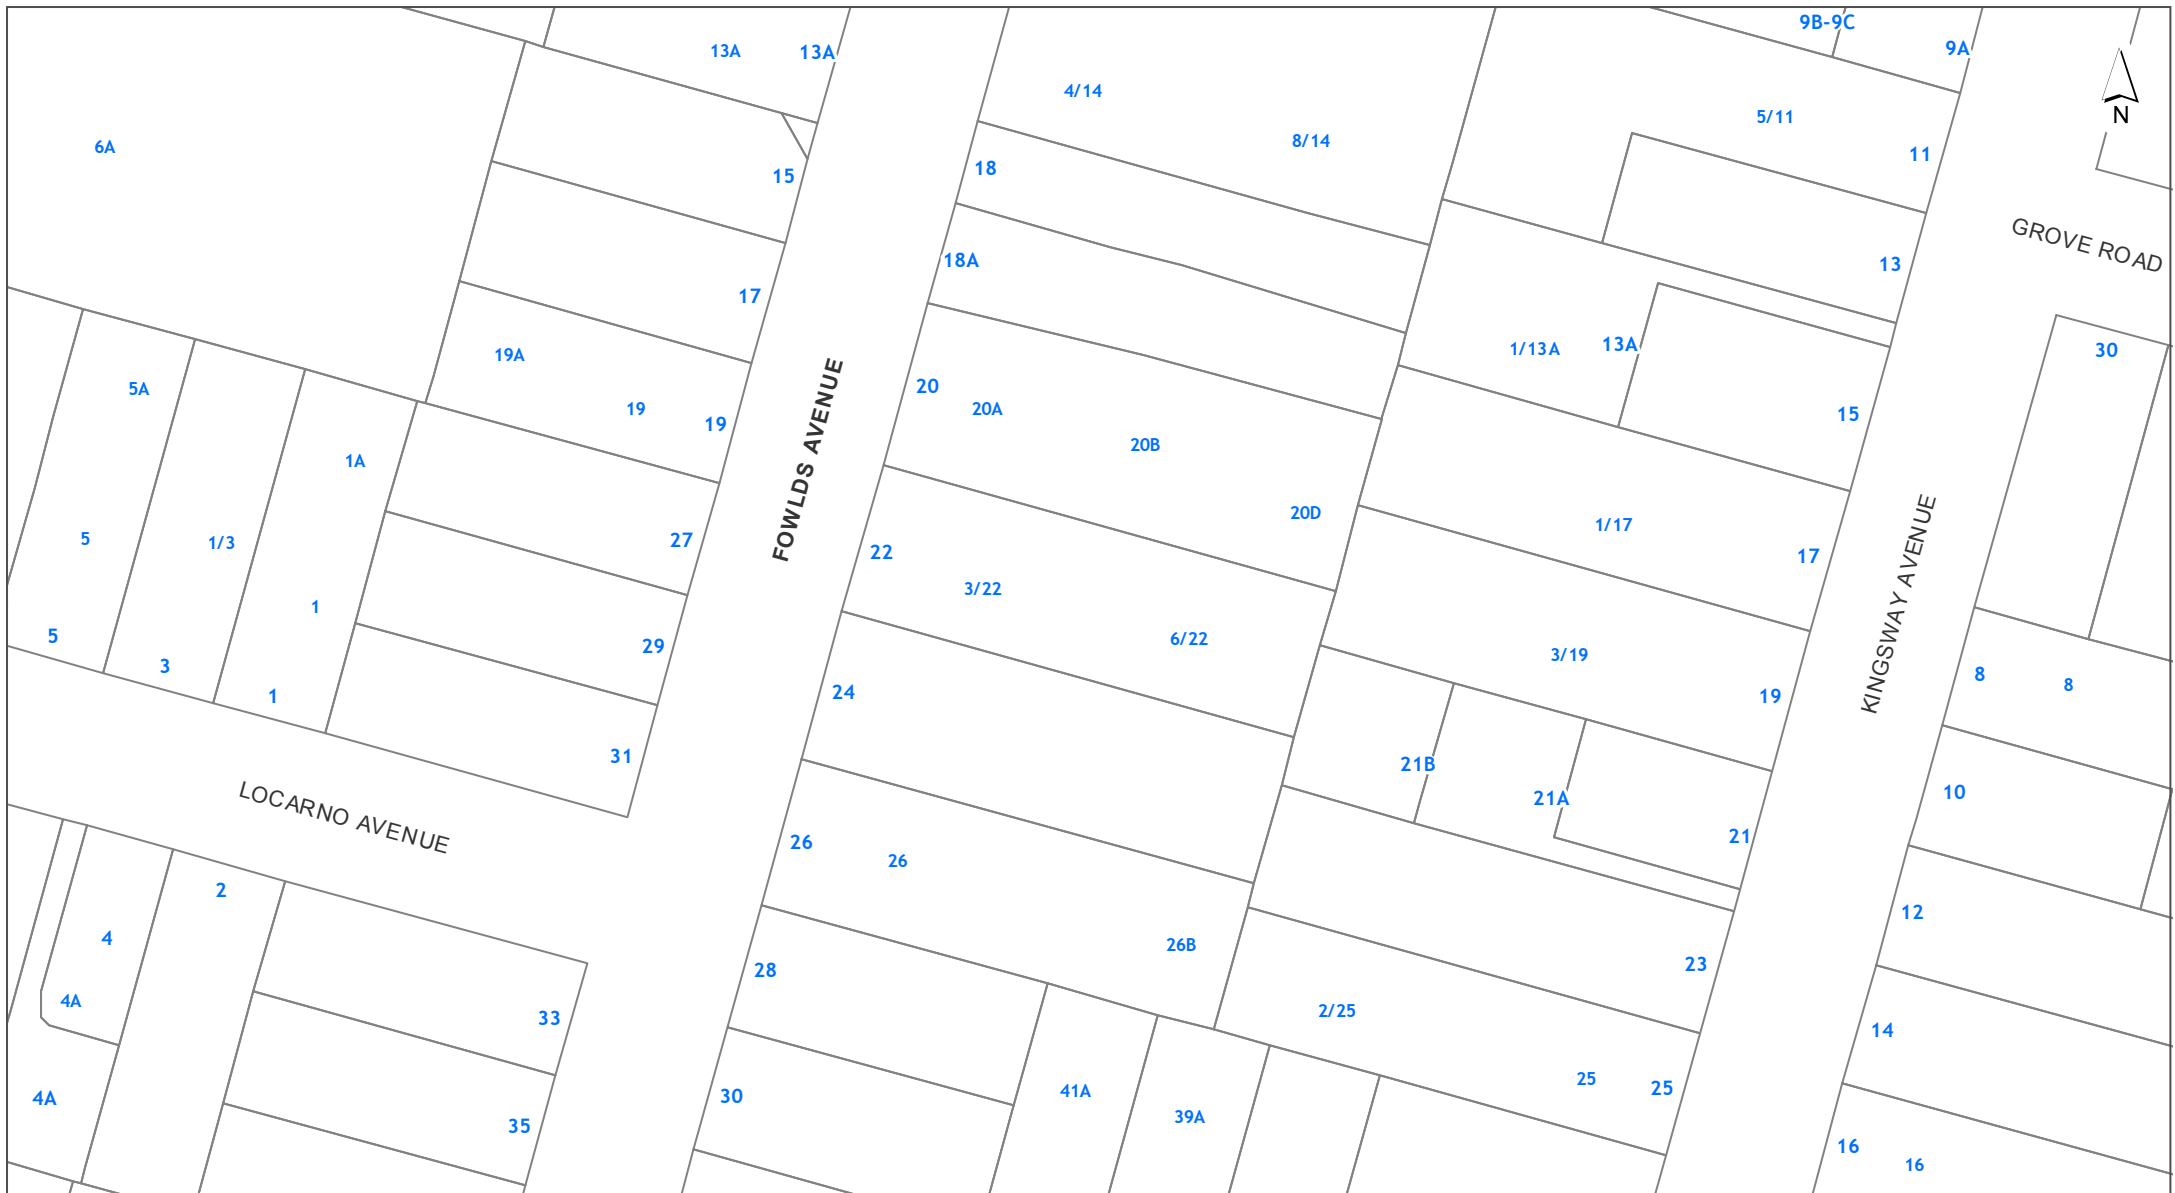 9B-9C
9A
13A
13A
4/14
N
5/11
8/14
6A
11
18
15
GROVE ROAD
18A
13
17
1/13A
13A
30
19A
5A
20
20A
19
19
15
20B
1A
FOWLDS AVENUE
20D
1/17
5
1/3
27
22
17
KINGSWAY AVENUE
3/22
1
5
29
6/22
3/19
3
1
24
19
8
8
31
21B
LOCARNO AVENUE
21A
10
26
26
21
2
12
4
26B
28
23
4A
33
2/25
14
25
25
4A
30
41A
39A
35
16
16